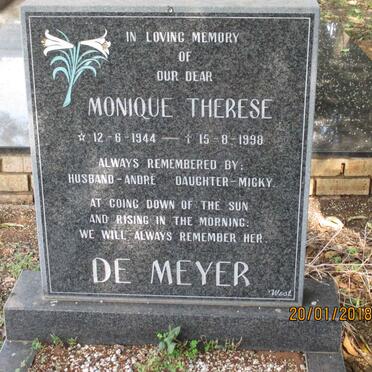 IN LOVING MEMORY
OF
OUR DEAR
MONIQUE THERESE
☆ 12-6-1944 — † 15-8-1998
ALWAYS REMEMBERED BY:
HUSBAND-ANDRÉ DAUGHTER-MICKY
AT GOING DOWN OF THE SUN
AND RISING IN THE MORNING:
WE WILL ALWAYS REMEMBER HER.
DE MEYER
West
20/01/2018